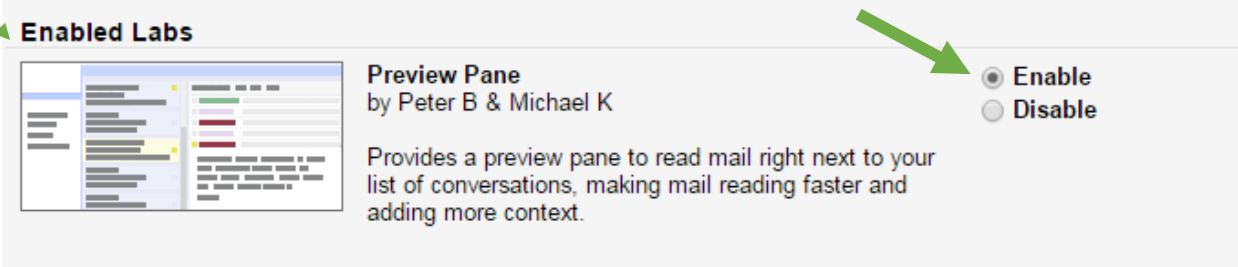 Enabled Labs
Preview Pane
by Peter B & Michael K
Enable
Disable
Provides a preview pane to read mail right next to your
list of conversations, making mail reading faster and
adding more context.